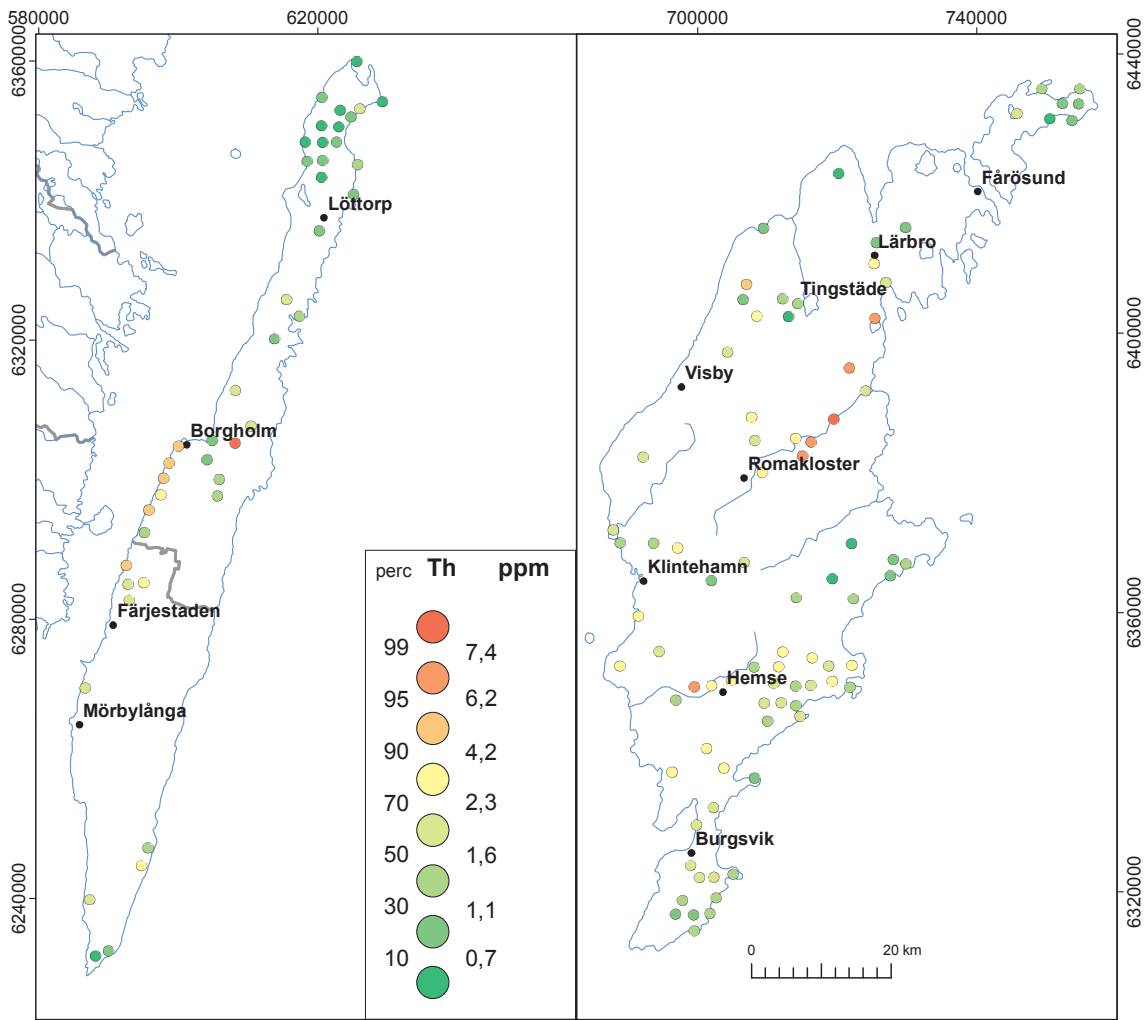 580000
620000
700000
740000
6360000
6320000
6280000
6240000
6440000
6400000
6360000
6320000
Löttorp
Borgholm
Färjestaden
Mörbylånga
Fårösund
Lärbro
Tingstäde
Visby
Romakloster
Klintehamn
Hemse
Burgsvik
perc Th ppm
99 7,4
95 6,2
90 4,2
70 2,3
50 1,6
30 1,1
10 0,7
0 20 km